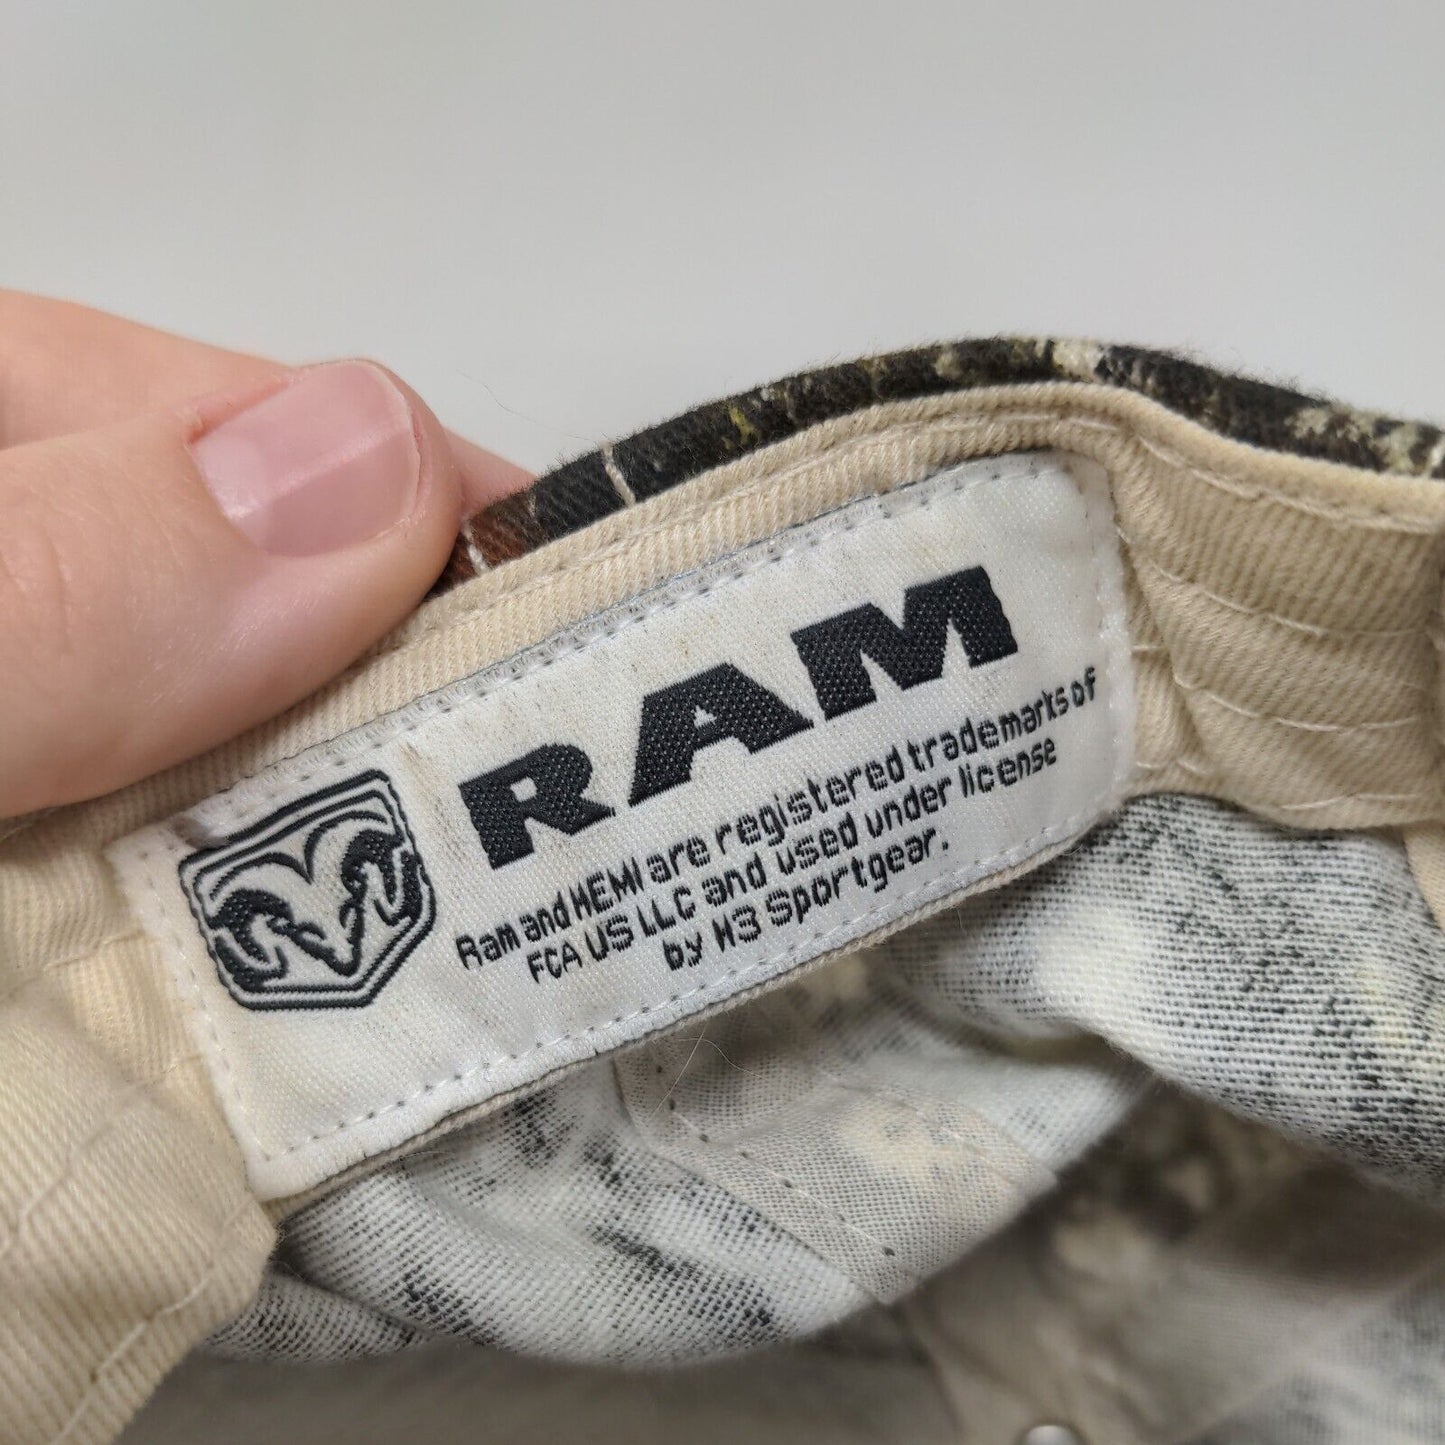 RAM
Ram and HEMI are registered trademarks of
FCA US LLC and used under license
by H3 Sportgear.